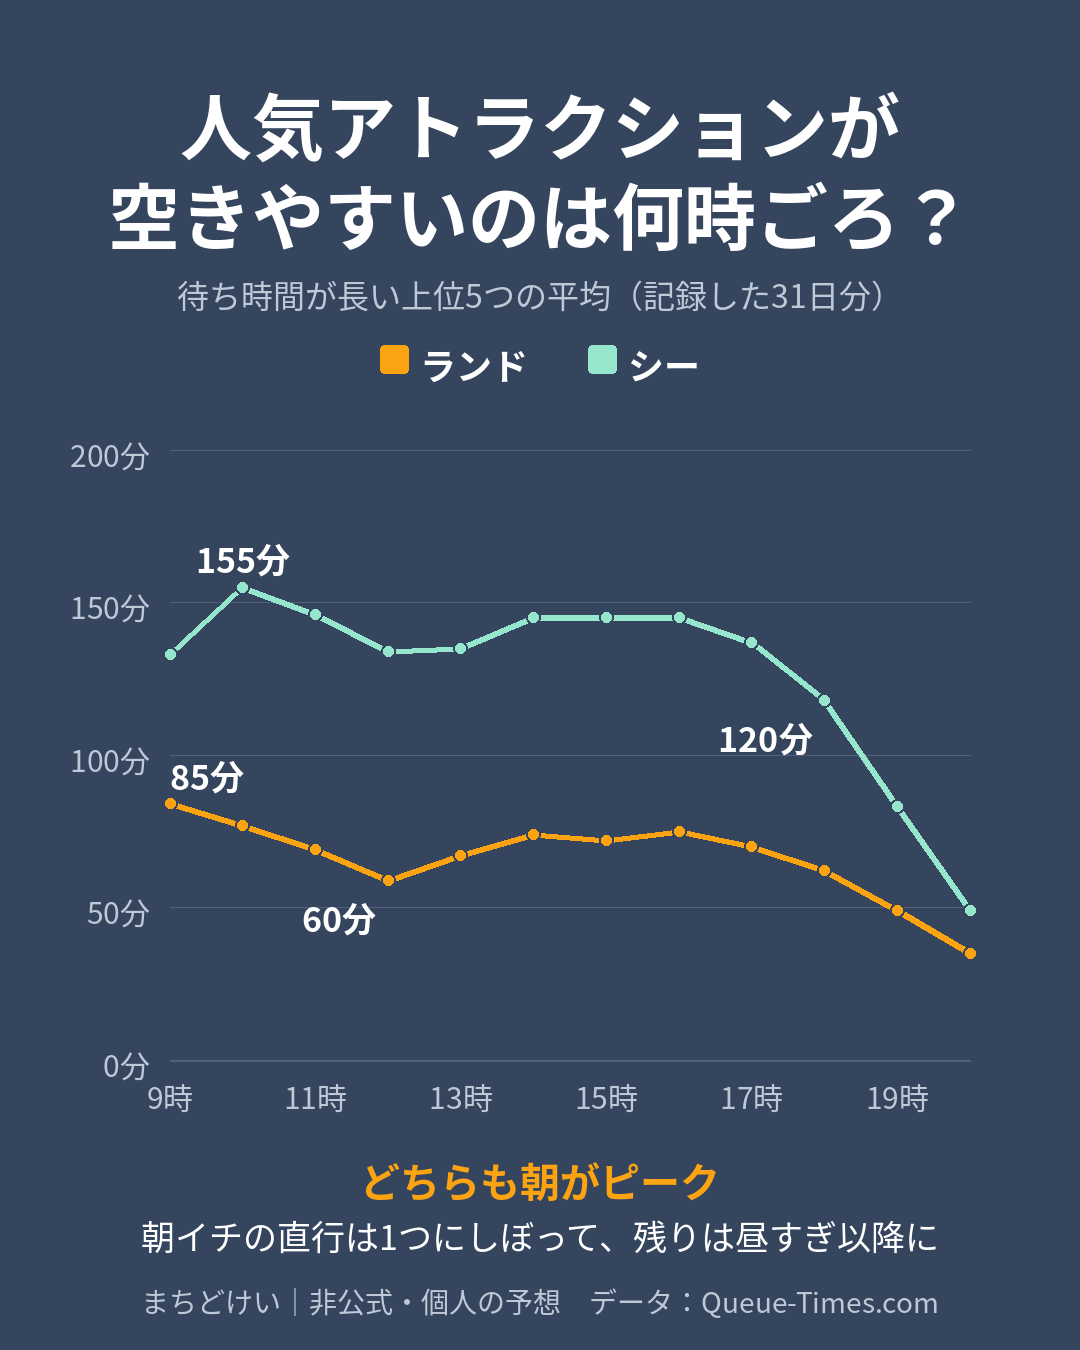 人気アトラクションが
空きやすいのは何時ごろ？
待ち時間が長い上位5つの平均（記録した31日分）
ランド シー
200分
155分
150分
120分
100分
85分
60分
50分
0分
9時 11時 13時 15時 17時 19時
どちらも朝がピーク
朝イチの直行は1つにしぼって、残りは昼すぎ以降に
まちどけい｜非公式・個人の予想　データ：Queue-Times.com